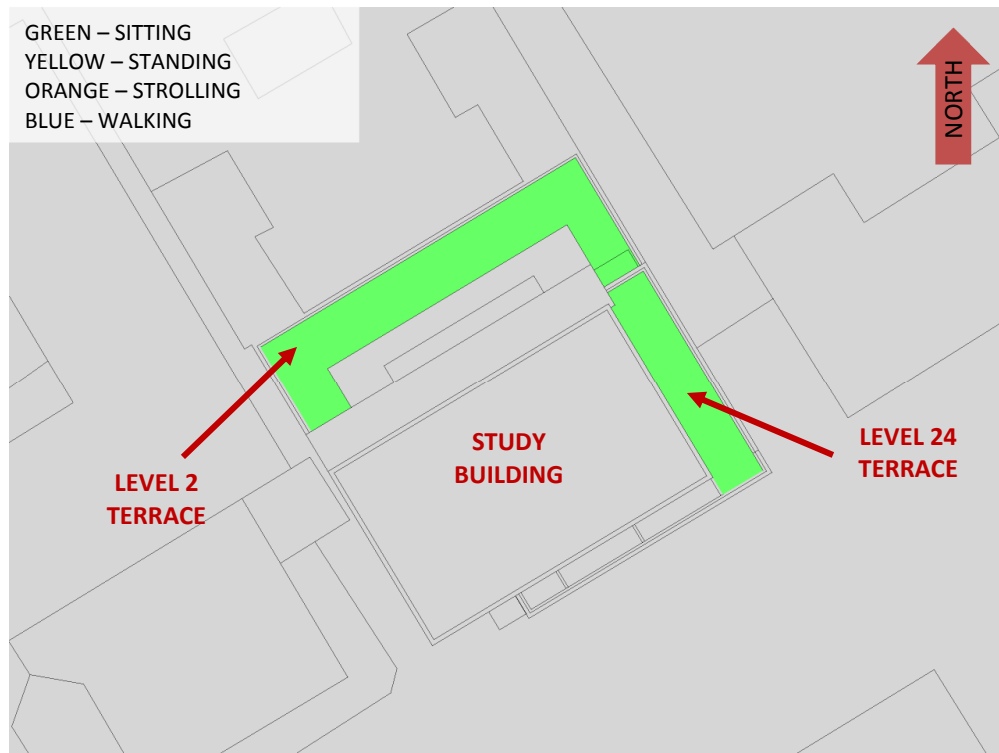 GREEN – SITTING
YELLOW – STANDING
ORANGE – STROLLING
BLUE – WALKING
NORTH
STUDY
BUILDING
LEVEL 24
TERRACE
LEVEL 2
TERRACE